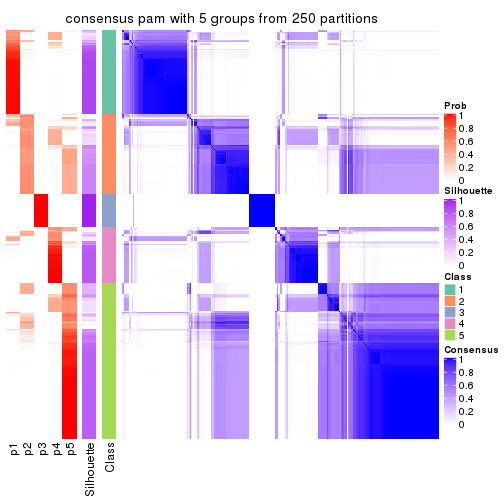 consensus pam with 5 groups from 250 partitions
p1
p2
p3
p4
p5
Silhouette
Class
Prob
1
0.8
0.6
0.4
0.2
0
Silhouette
1
0.8
0.6
0.4
0.2
0
Class
1
2
3
4
5
Consensus
1
0.8
0.6
0.4
0.2
0